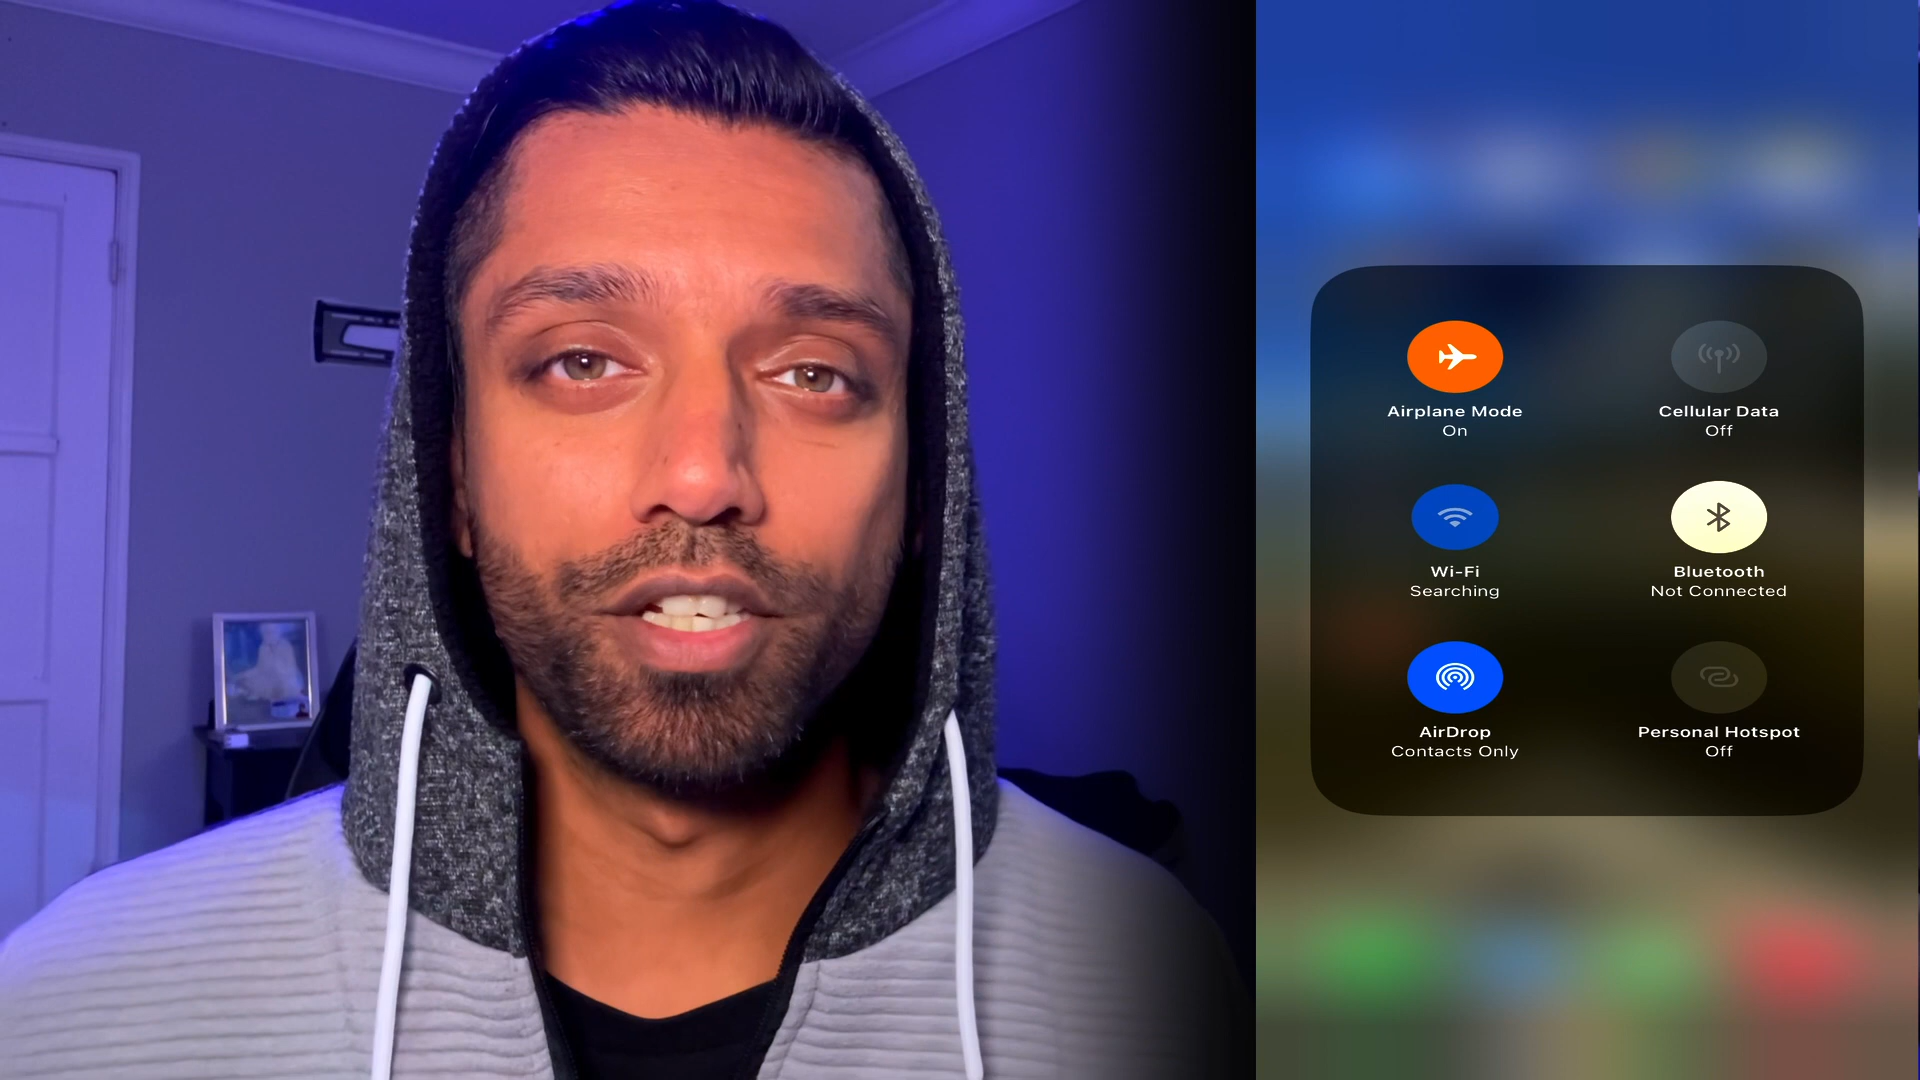 Airplane Mode
On
Cellular Data
Off
Wi-Fi
Searching
Bluetooth
Not Connected
AirDrop
Contacts Only
Personal Hotspot
Off